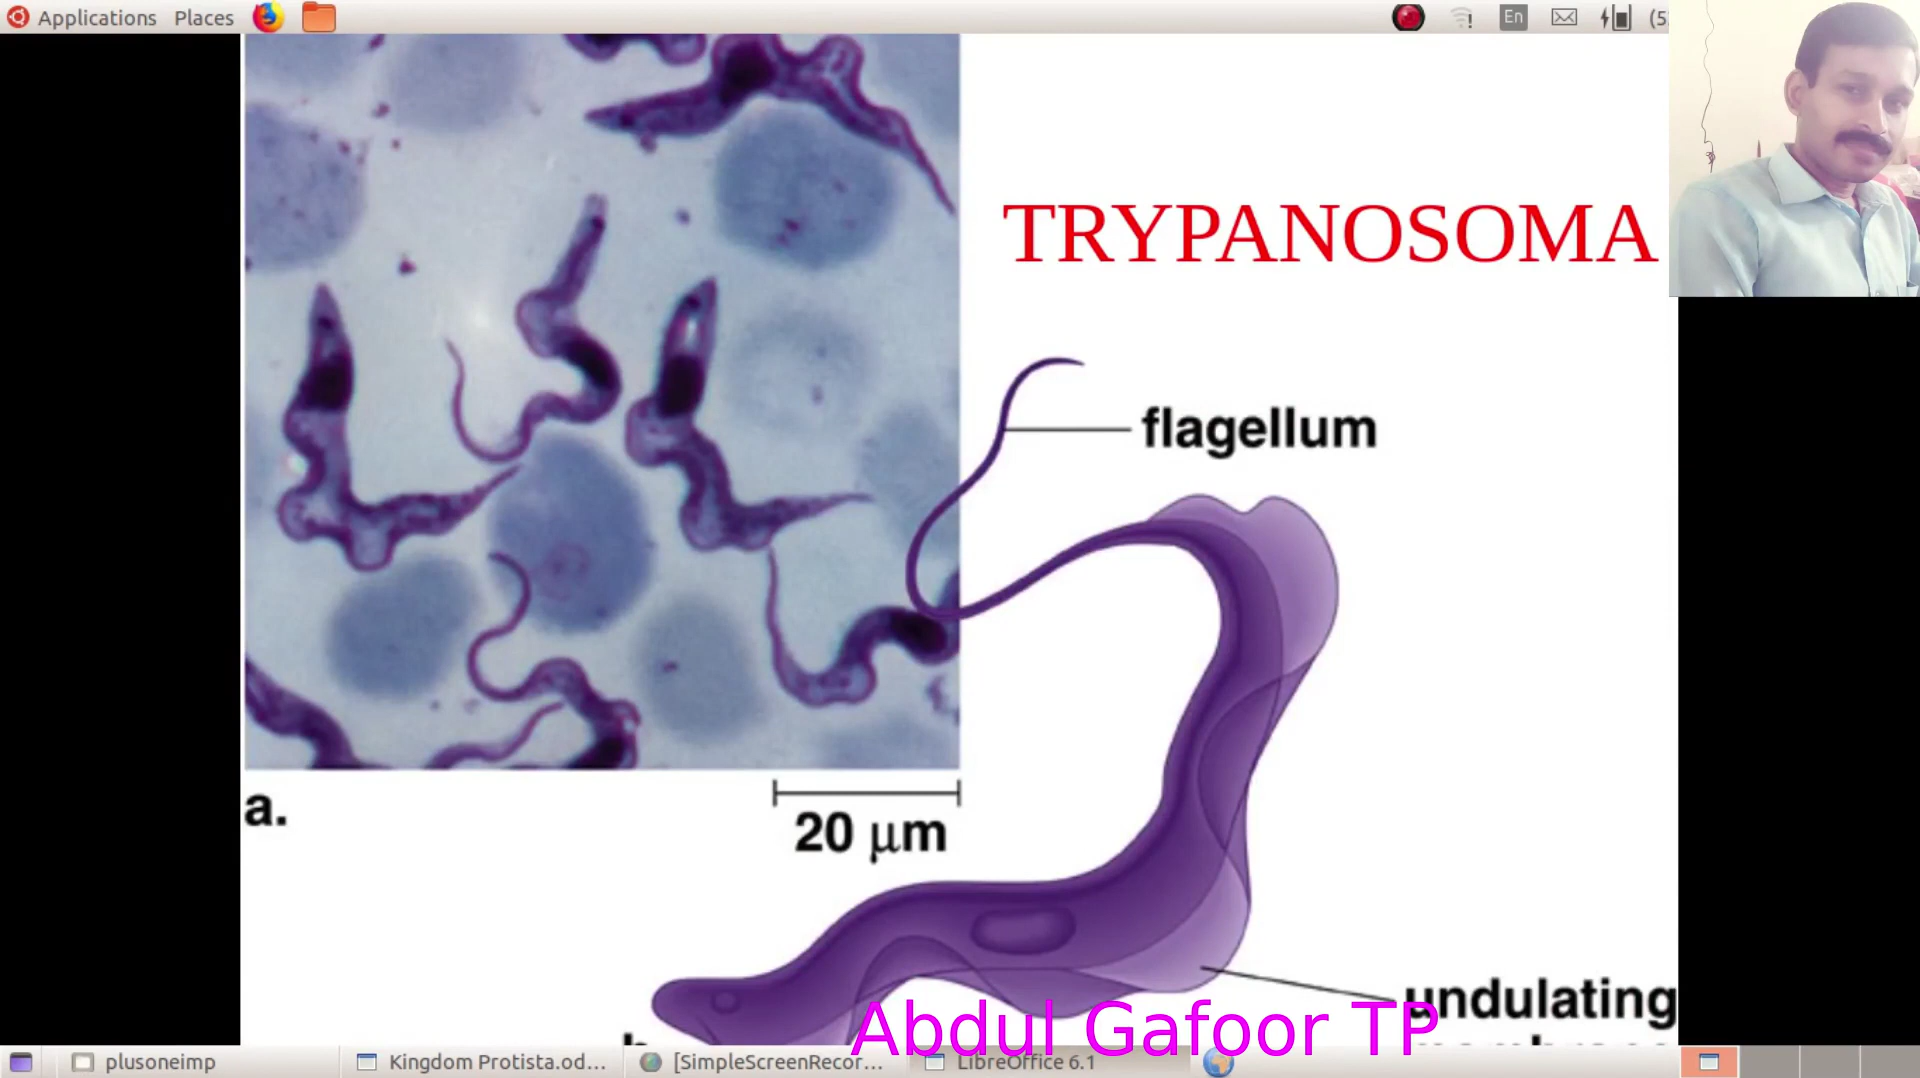 Applications Places
En
(5
TRYPANOSOMA
flagellum
a.
20 μm
undulating
Abdul Gafoor TP
plusoneimp
Kingdom Protista.od...
[SimpleScreenRecor...
LibreOffice 6.1